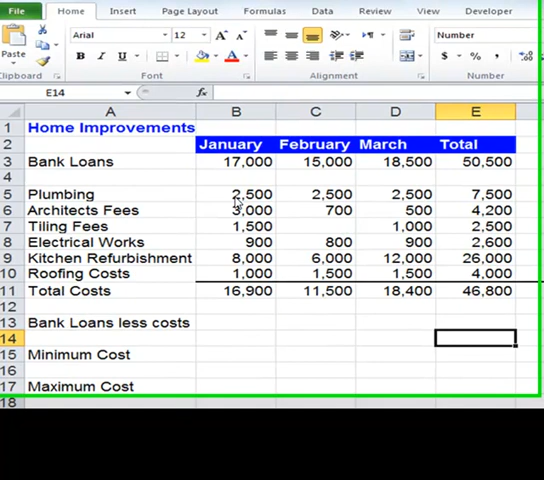 File Home Insert Page Layout Formulas Data Review View Developer
Arial 12 A A Number
Paste B I U A $ % ,
Clipboard Font Alignment Number
E14 fx
A B C D E
1 Home Improvements
2 January February March Total
3 Bank Loans 17,000 15,000 18,500 50,500
4
5 Plumbing 2,500 2,500 2,500 7,500
6 Architects Fees 3,000 700 500 4,200
7 Tiling Fees 1,500 1,000 2,500
8 Electrical Works 900 800 900 2,600
9 Kitchen Refurbishment 8,000 6,000 12,000 26,000
10 Roofing Costs 1,000 1,500 1,500 4,000
11 Total Costs 16,900 11,500 18,400 46,800
12
13 Bank Loans less costs
14
15 Minimum Cost
16
17 Maximum Cost
18